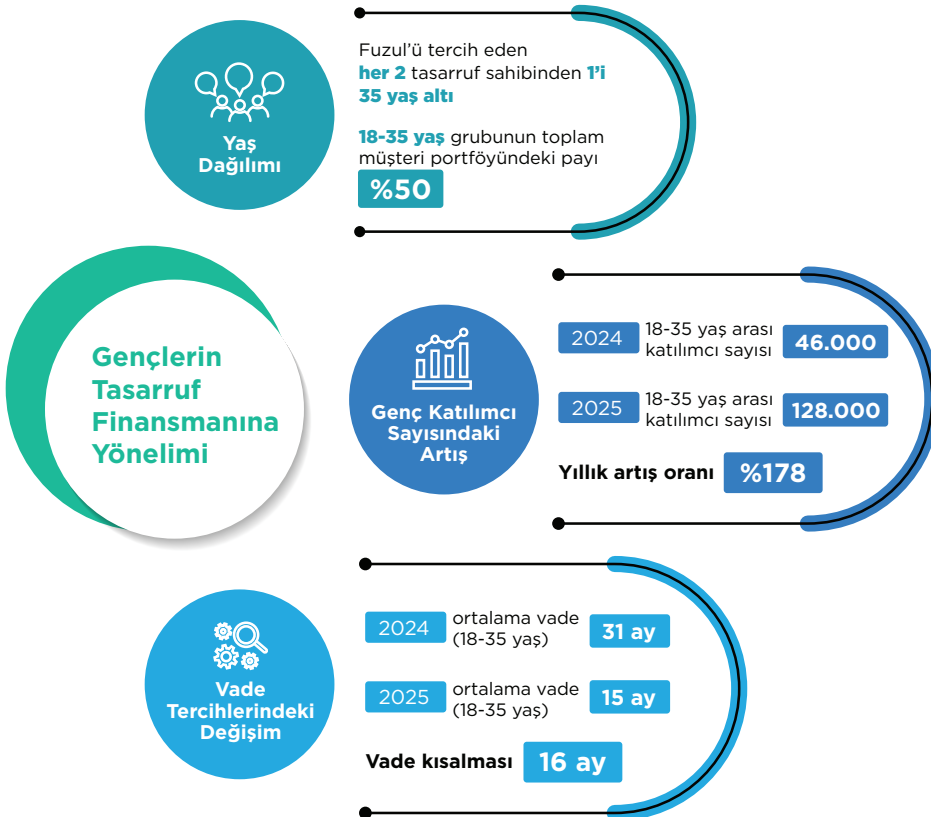 Yaş
Dağılımı
Fuzul’ü tercih eden
her 2 tasarruf sahibinden 1’i
35 yaş altı
18-35 yaş grubunun toplam
müşteri portföyündeki payı
%50
Gençlerin
Tasarruf
Finansmanına
Yönelimi
Genç Katılımcı
Sayısındaki
Artış
2024 18-35 yaş arası
katılımcı sayısı 46.000
2025 18-35 yaş arası
katılımcı sayısı 128.000
Yıllık artış oranı %178
Vade
Tercihlerindeki
Değişim
2024 ortalama vade
(18-35 yaş) 31 ay
2025 ortalama vade
(18-35 yaş) 15 ay
Vade kısalması 16 ay